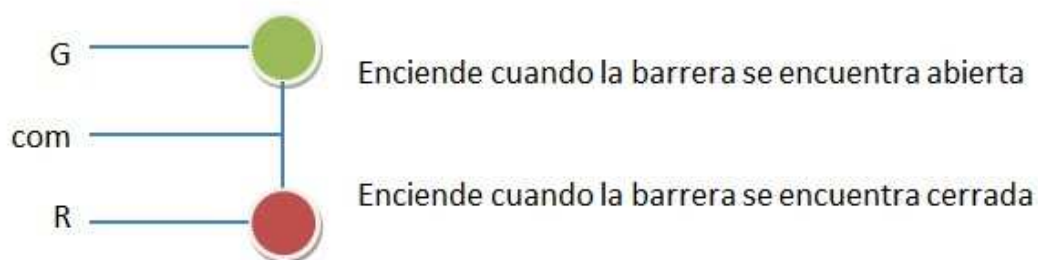 G
Enciende cuando la barrera se encuentra abierta
com
Enciende cuando la barrera se encuentra cerrada
R